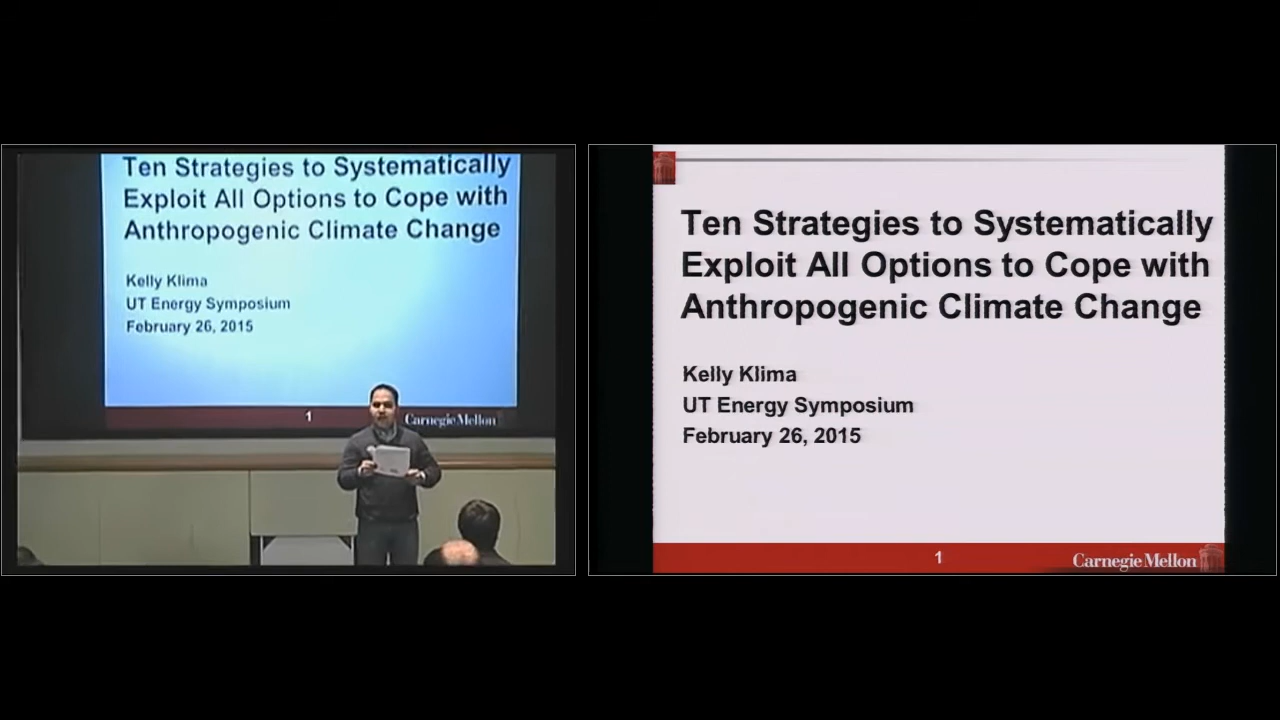 Ten Strategies to Systematically
Exploit All Options to Cope with
Anthropogenic Climate Change
Kelly Klima
UT Energy Symposium
February 26, 2015
1
Carnegie Mellon
Ten Strategies to Systematically
Exploit All Options to Cope with
Anthropogenic Climate Change
Kelly Klima
UT Energy Symposium
February 26, 2015
1
Carnegie Mellon